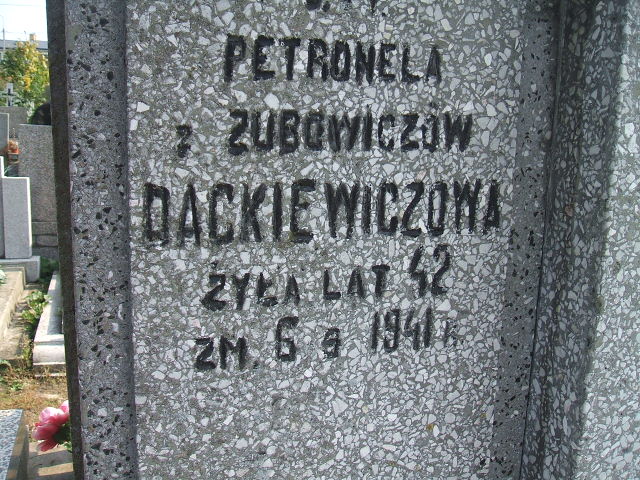 Ś.P.
PETRONELA
z ZUBOWICZÓW
DACKIEWICZOWA
ŻYŁA LAT 42
ZM. 6 9 1941 r.